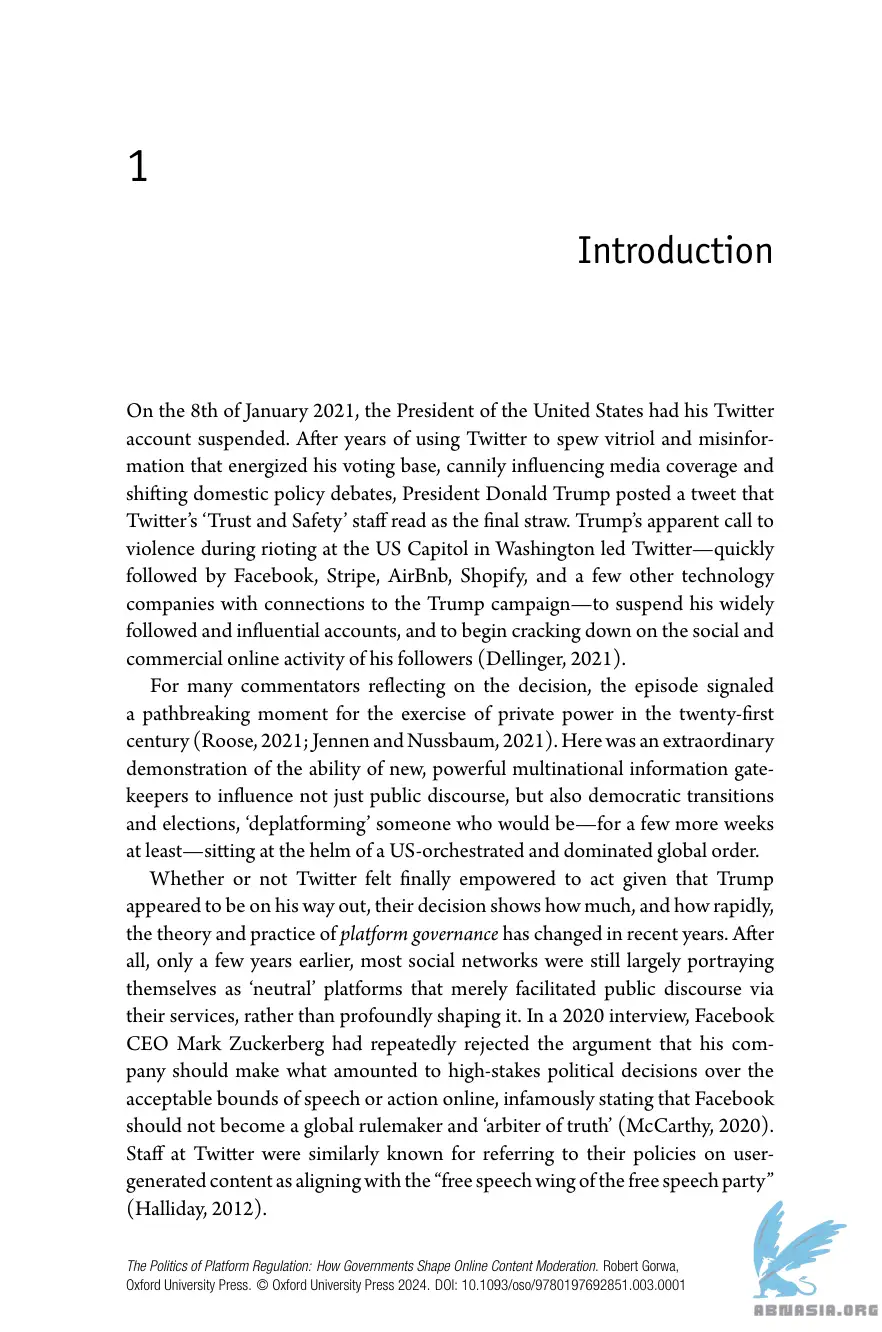 1
Introduction
On the 8th of January 2021, the President of the United States had his Twitter
account suspended. After years of using Twitter to spew vitriol and misinfor-
mation that energized his voting base, cannily influencing media coverage and
shifting domestic policy debates, President Donald Trump posted a tweet that
Twitter’s ‘Trust and Safety’ staff read as the final straw. Trump’s apparent call to
violence during rioting at the US Capitol in Washington led Twitter—quickly
followed by Facebook, Stripe, AirBnb, Shopify, and a few other technology
companies with connections to the Trump campaign—to suspend his widely
followed and influential accounts, and to begin cracking down on the social and
commercial online activity of his followers (Dellinger, 2021).
For many commentators reflecting on the decision, the episode signaled
a pathbreaking moment for the exercise of private power in the twenty-first
century (Roose, 2021; Jennen and Nussbaum, 2021). Here was an extraordinary
demonstration of the ability of new, powerful multinational information gate-
keepers to influence not just public discourse, but also democratic transitions
and elections, ‘deplatforming’ someone who would be—for a few more weeks
at least—sitting at the helm of a US-orchestrated and dominated global order.
Whether or not Twitter felt finally empowered to act given that Trump
appeared to be on his way out, their decision shows how much, and how rapidly,
the theory and practice of platform governance has changed in recent years. After
all, only a few years earlier, most social networks were still largely portraying
themselves as ‘neutral’ platforms that merely facilitated public discourse via
their services, rather than profoundly shaping it. In a 2020 interview, Facebook
CEO Mark Zuckerberg had repeatedly rejected the argument that his com-
pany should make what amounted to high-stakes political decisions over the
acceptable bounds of speech or action online, infamously stating that Facebook
should not become a global rulemaker and ‘arbiter of truth’ (McCarthy, 2020).
Staff at Twitter were similarly known for referring to their policies on user-
generated content as aligning with the “free speech wing of the free speech party”
(Halliday, 2012).
The Politics of Platform Regulation: How Governments Shape Online Content Moderation. Robert Gorwa,
Oxford University Press. © Oxford University Press 2024. DOI: 10.1093/oso/9780197692851.003.0001
ABNASIA.ORG